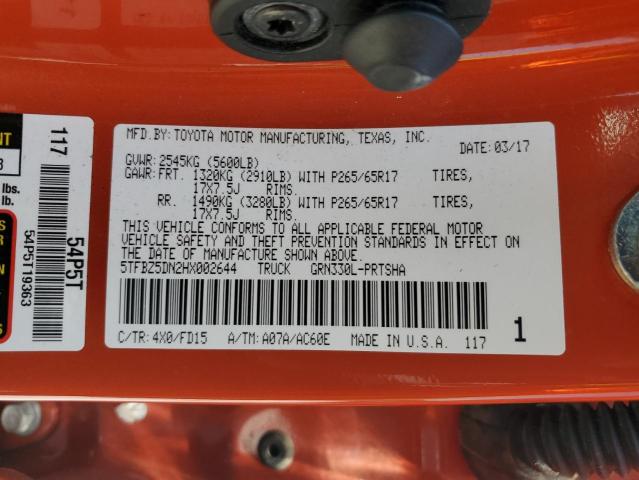 MFD.BY: TOYOTA MOTOR MANUFACTURING, TEXAS, INC.
DATE: 03/17
GVWR: 2545KG (5600LB)
GAWR: FRT. 1320KG (2910LB) WITH P265/65R17 TIRES,
17X7.5J RIMS.
RR. 1490KG (3280LB) WITH P265/65R17 TIRES,
17X7.5J RIMS.
THIS VEHICLE CONFORMS TO ALL APPLICABLE FEDERAL MOTOR
VEHICLE SAFETY AND THEFT PREVENTION STANDARDS IN EFFECT
ON THE DATE OF MANUFACTURE SHOWN ABOVE.
5TFBZ5DN2HX002644 TRUCK GRN330L-PRTSHA
C/TR: 4X0/FD15 A/TM: A07A/AC60E MADE IN U.S.A. 117
1
117
54P5T
54P5119363
lbs.
lb.